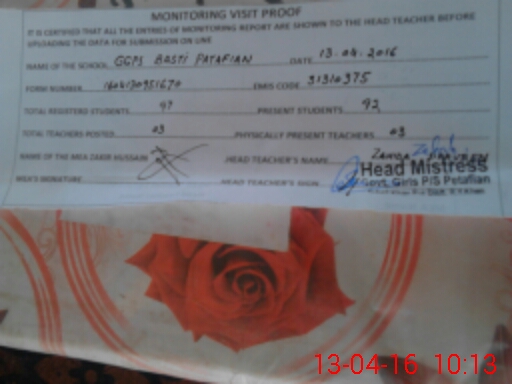 MONITORING VISIT PROOF
IT IS CERTIFIED THAT ALL THE ENTRIES OF MONITORING REPORT ARE SHOWN TO THE HEAD TEACHER BEFORE
UPLOADING THE DATA FOR SUBMISSION ON LINE
NAME OF THE SCHOOL GGPS BASTI PATAFIAN DATE 13.04.2016
FORM NUMBER EMIS CODE 31310375
TOTAL REGISTERD STUDENTS 97 PRESENT STUDENTS 92
TOTAL TEACHERS POSTED 03 PHYSICALLY PRESENT TEACHERS 03
NAME OF THE MEA ZAKIR HUSSAIN HEAD TEACHER'S NAME
MEA'S SIGNATURE HEAD TEACHER'S SIGN
Head Mistress
Govt. Girls P/S Petafian
13-04-16 10:13